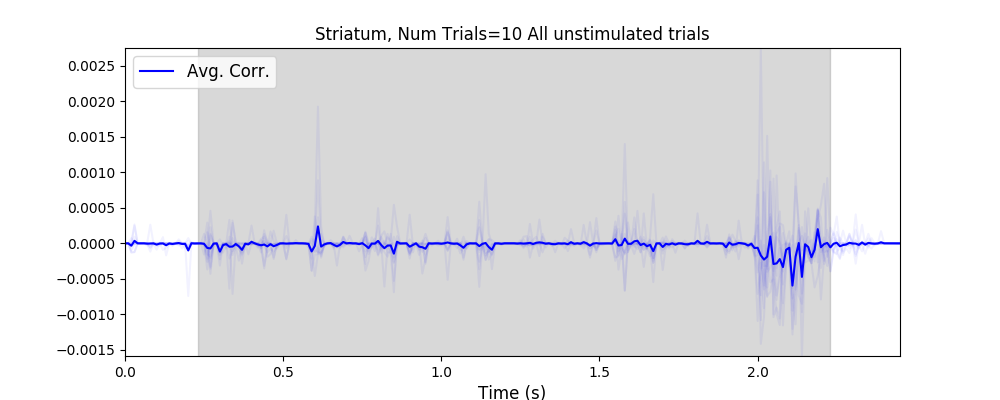 Striatum, Num Trials=10 All unstimulated trials
Avg. Corr.
0.0025
0.0020
0.0015
0.0010
0.0005
0.0000
−0.0005
−0.0010
−0.0015
0.0 0.5 1.0 1.5 2.0
Time (s)